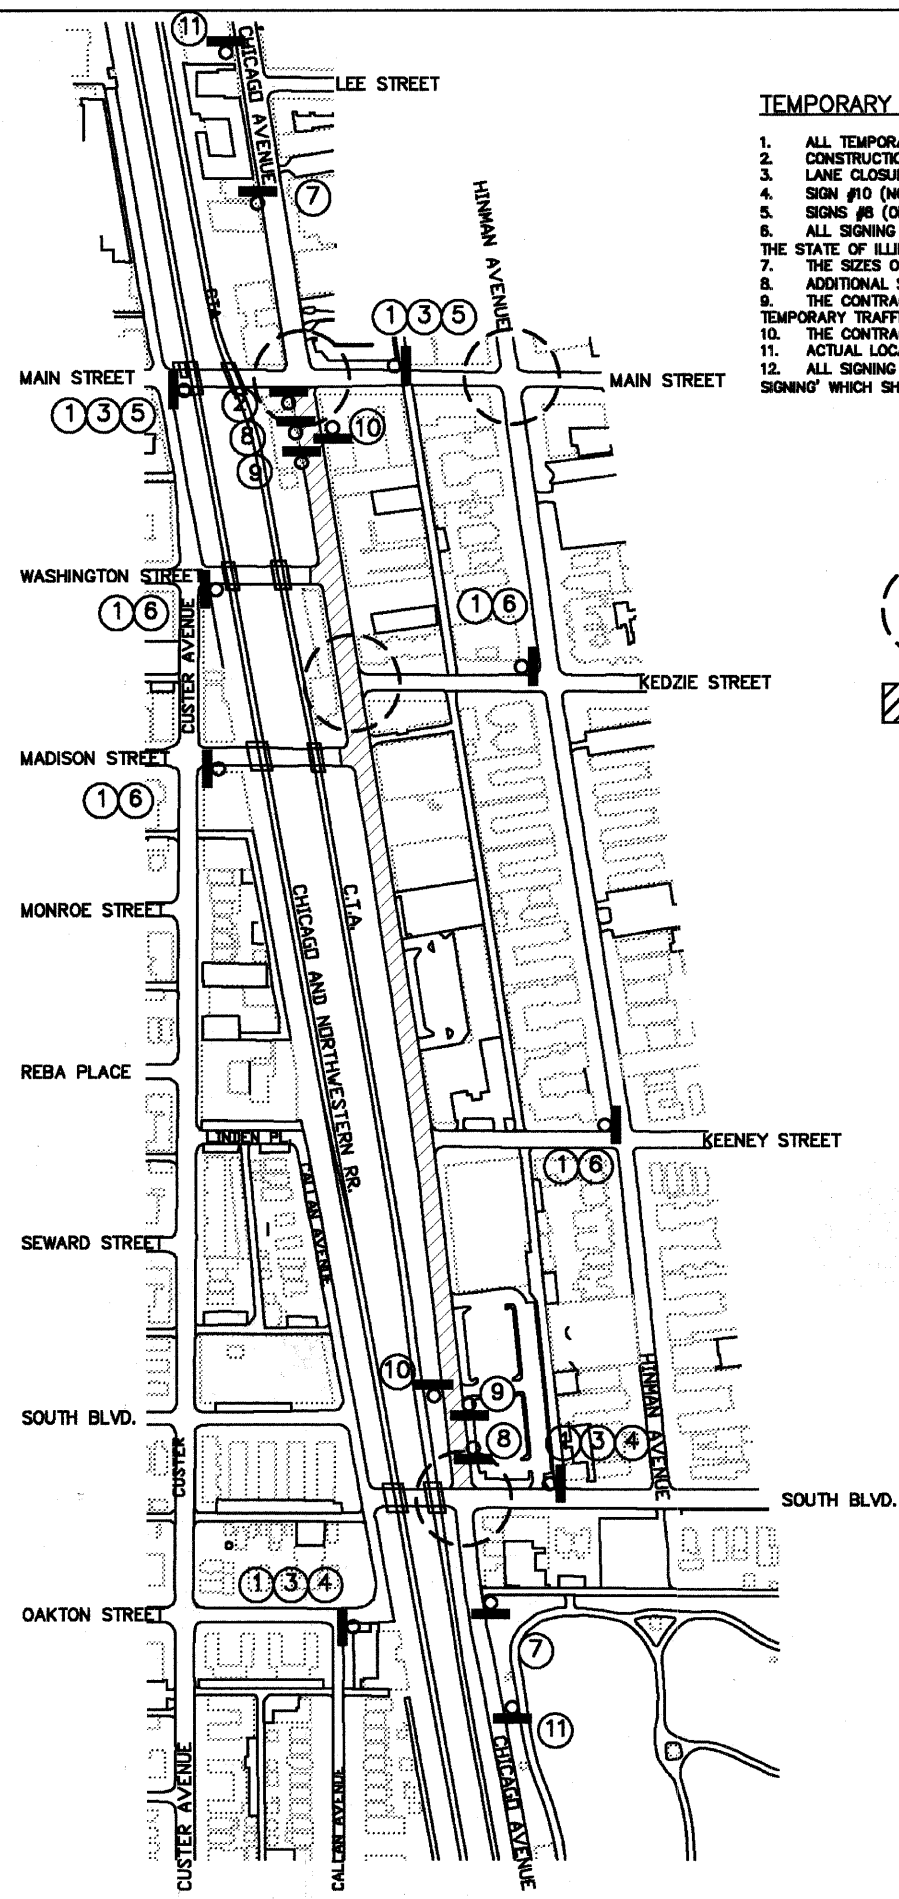 11
CHICAGO AVENUE
LEE STREET
7
HINMAN AVENUE
TEMPORARY
1. ALL TEMPORA
2. CONSTRUCTIO
3. LANE CLOSU
4. SIGN #10 (N
5. SIGNS #8 (O
6. ALL SIGNING
THE STATE OF ILLI
7. THE SIZES O
8. ADDITIONAL S
9. THE CONTRA
TEMPORARY TRAFF
10. THE CONTRA
11. ACTUAL LOC
12. ALL SIGNING
SIGNING' WHICH SH
C.T.A.
1 3 5
MAIN STREET
MAIN STREET
1 3 5
2
8
10
9
WASHINGTON STREET
1 6
1 6
CUSTER AVENUE
KEDZIE STREET
MADISON STREET
1 6
MONROE STREET
CHICAGO AND NORTHWESTERN RR.
C.T.A.
REBA PLACE
LINDEN PL.
KEENEY STREET
1 6
CALLAN AVENUE
SEWARD STREET
10
9
HINMAN AVENUE
SOUTH BLVD.
8
3 4
CUSTER
SOUTH BLVD.
1 3 4
OAKTON STREET
7
11
CUSTER AVENUE
CALLAN AVENUE
CHICAGO AVENUE